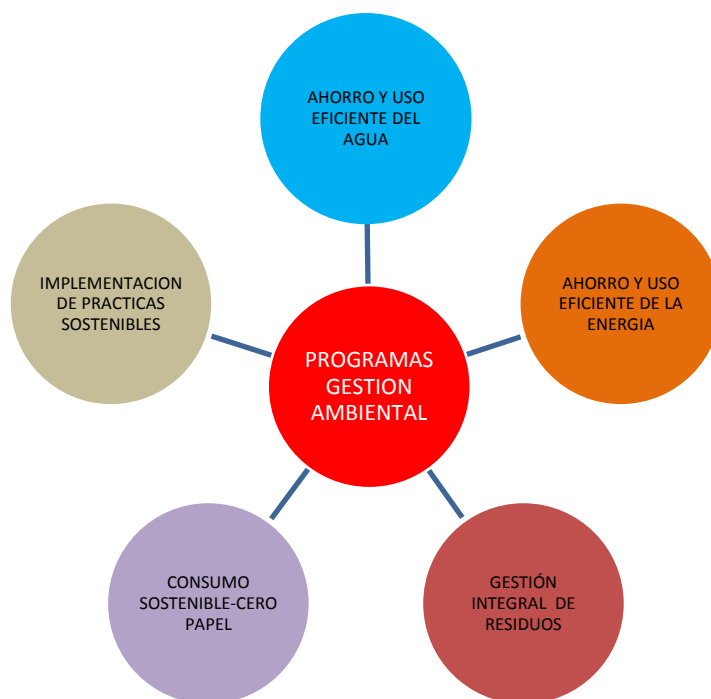 AHORRO Y USO
EFICIENTE DEL
AGUA
IMPLEMENTACION
DE PRACTICAS
SOSTENIBLES
AHORRO Y USO
EFICIENTE DE LA
ENERGIA
PROGRAMAS
GESTION
AMBIENTAL
CONSUMO
SOSTENIBLE-CERO
PAPEL
GESTIÓN
INTEGRAL  DE
RESIDUOS